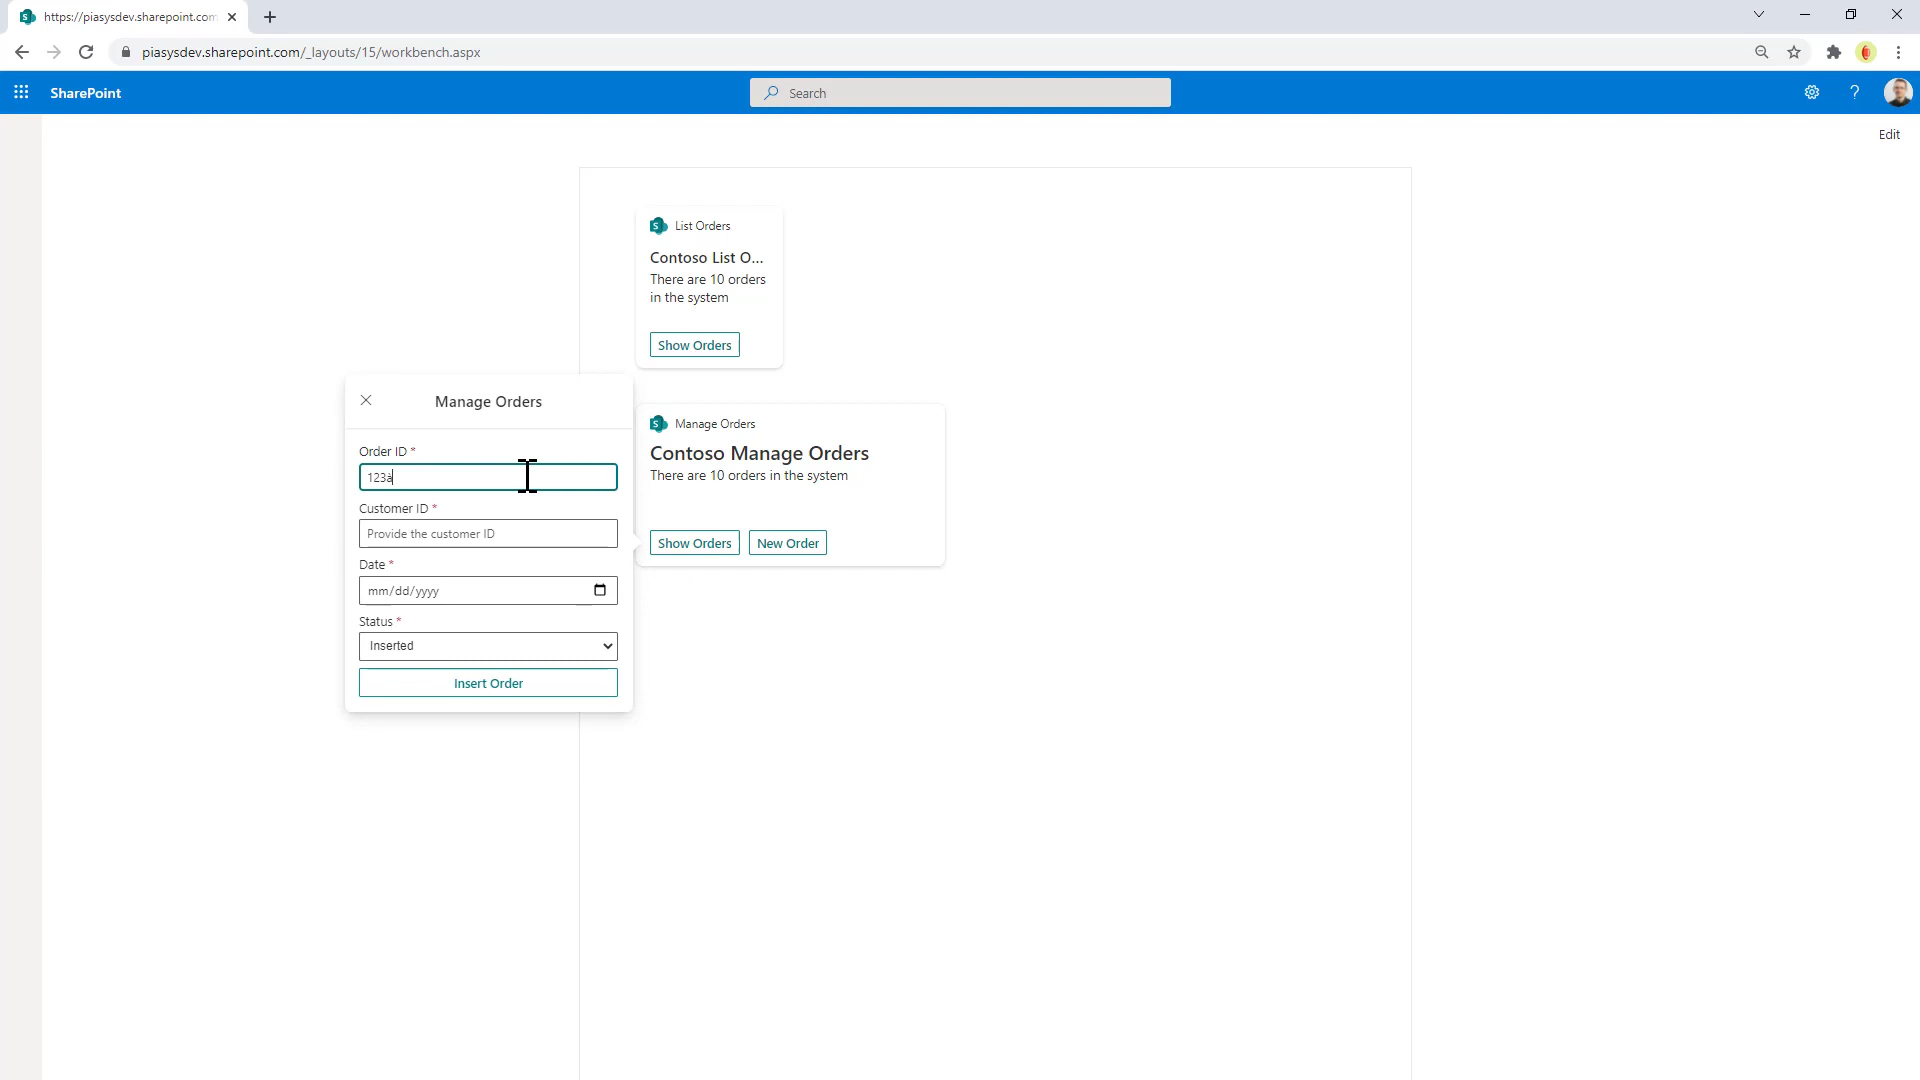 https://piasysdev.sharepoint.com
piasysdev.sharepoint.com/_layouts/15/workbench.aspx
SharePoint
Search
Edit
List Orders
Contoso List O...
There are 10 orders
in the system
Show Orders
Manage Orders
Order ID *
123à
Customer ID *
Provide the customer ID
Date *
mm/dd/yyyy
Status *
Inserted
Insert Order
Manage Orders
Contoso Manage Orders
There are 10 orders in the system
Show Orders
New Order